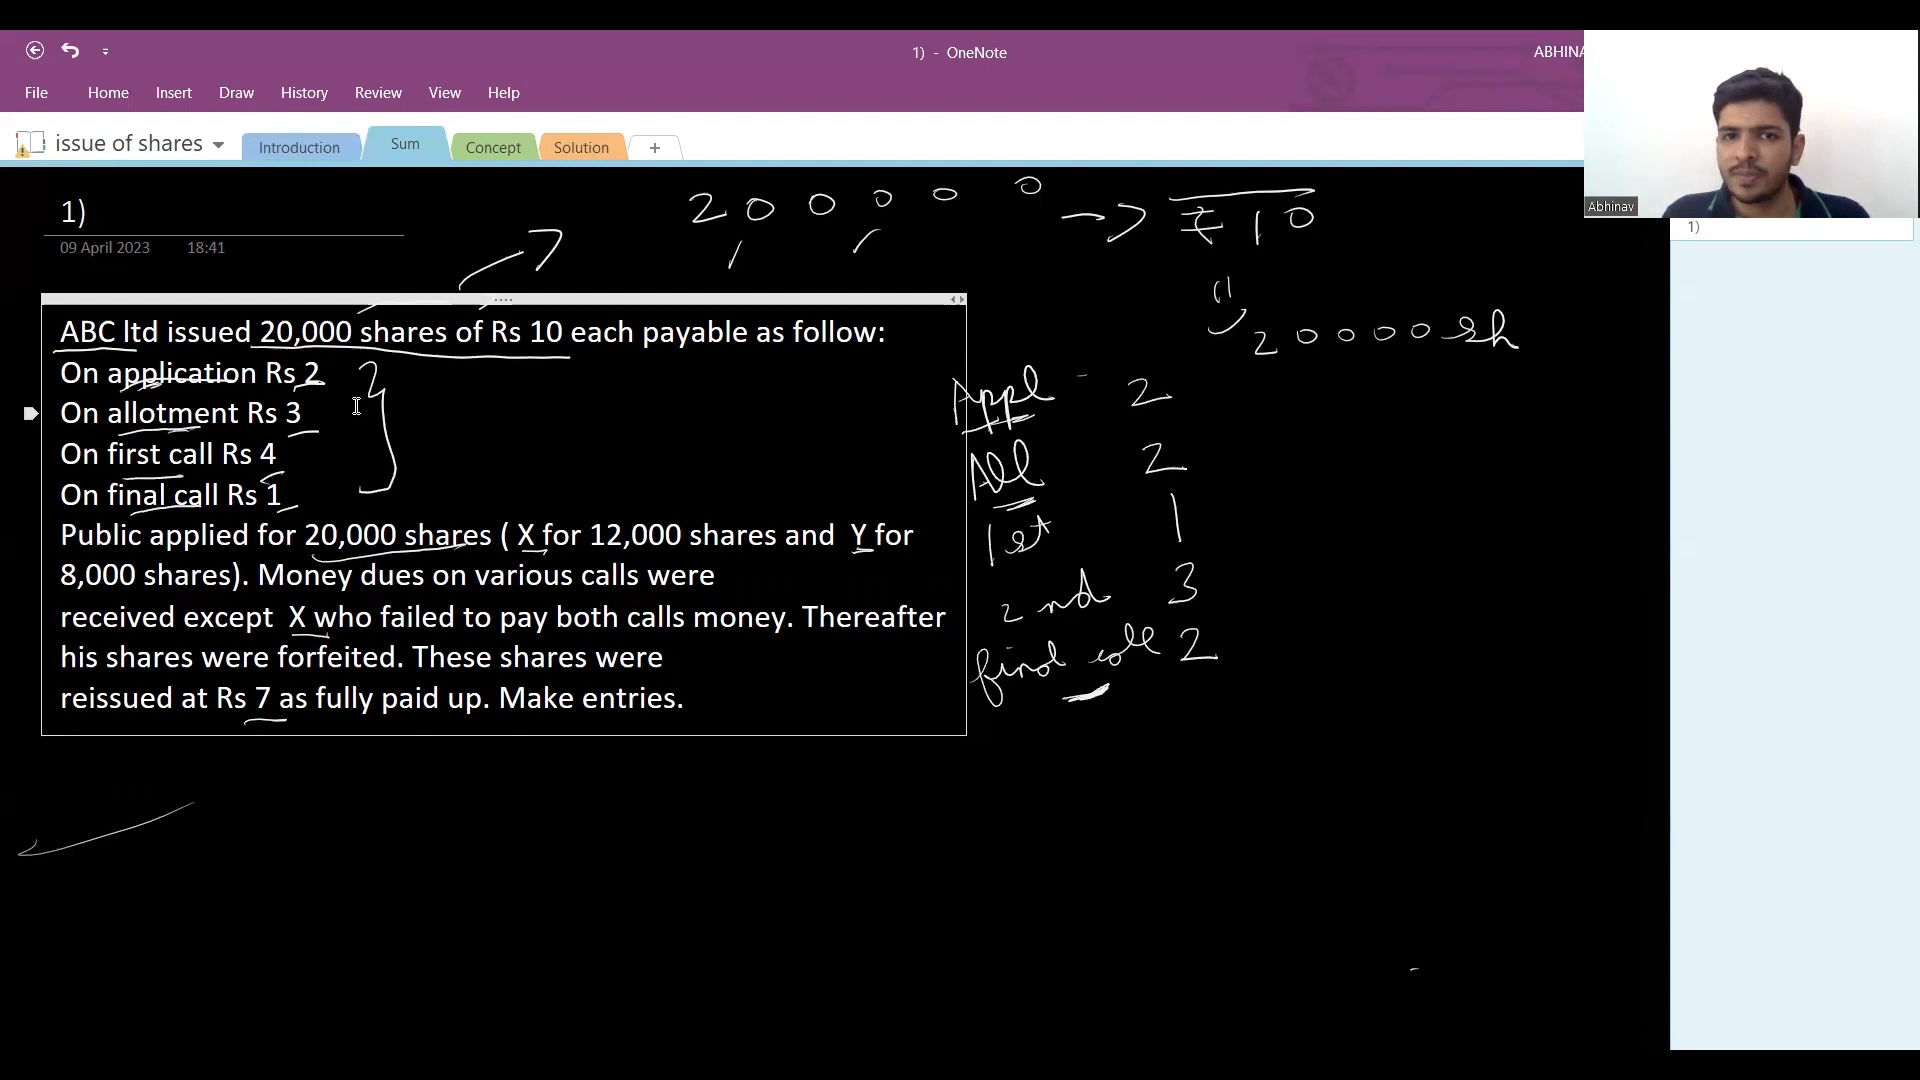 1) - OneNote
ABHINA
File Home Insert Draw History Review View Help
issue of shares Introduction Sum Concept Solution +
Abhinav
1)
1)
09 April 2023 18:41
200000 → ₹10
20000 sh
ABC ltd issued 20,000 shares of Rs 10 each payable as follow:
On application Rs 2
On allotment Rs 3
On first call Rs 4
On final call Rs 1
Public applied for 20,000 shares ( X for 12,000 shares and Y for
8,000 shares). Money dues on various calls were
received except X who failed to pay both calls money. Thereafter
his shares were forfeited. These shares were
reissued at Rs 7 as fully paid up. Make entries.
Appl 2
All 2
1st 1
2nd 3
final call 2